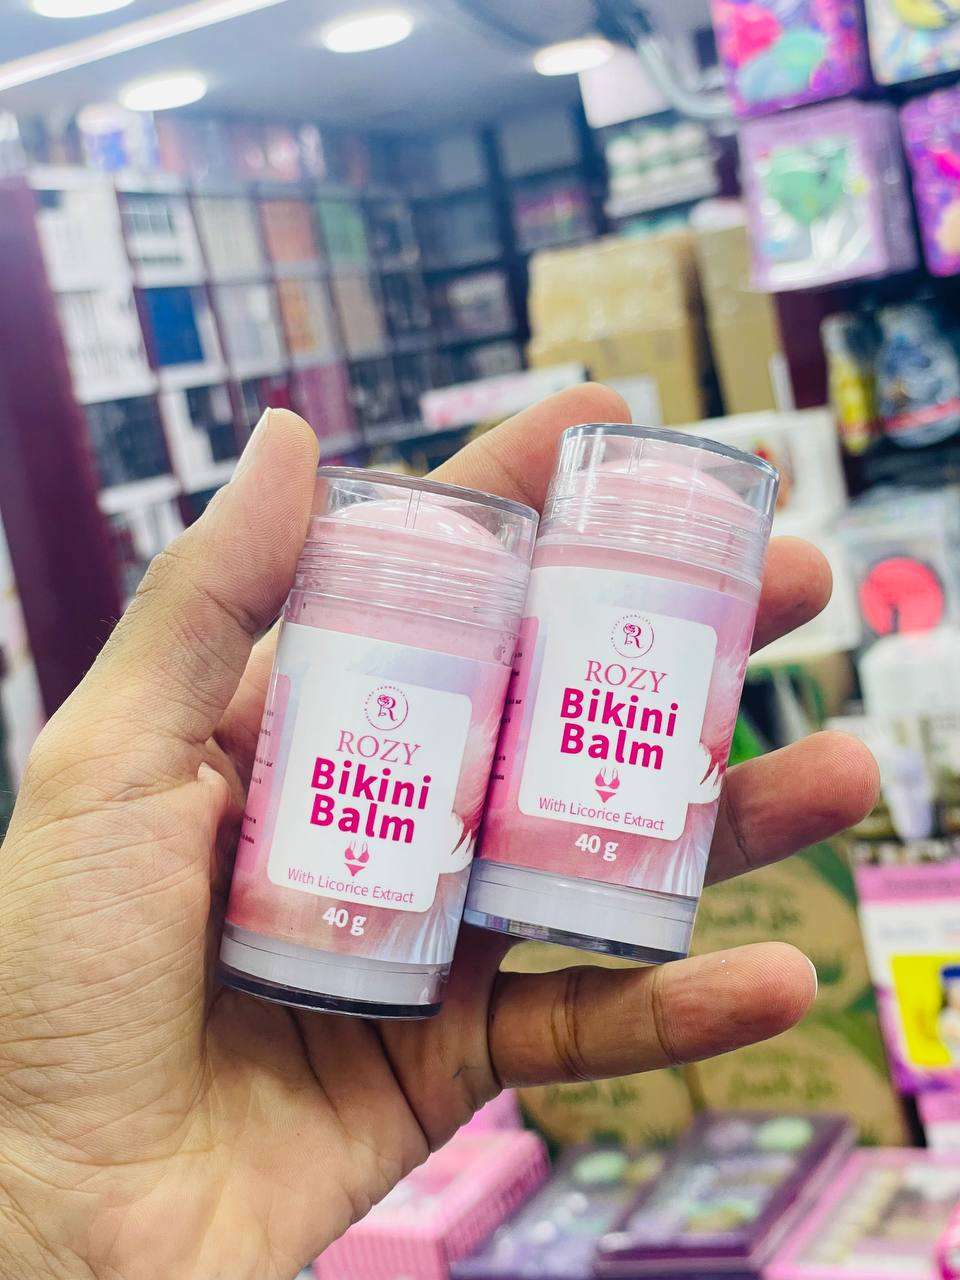 ROZY
Bikini
Balm
With Licorice Extract
40 g
ROZY
Bikini
Balm
With Licorice Extract
40 g